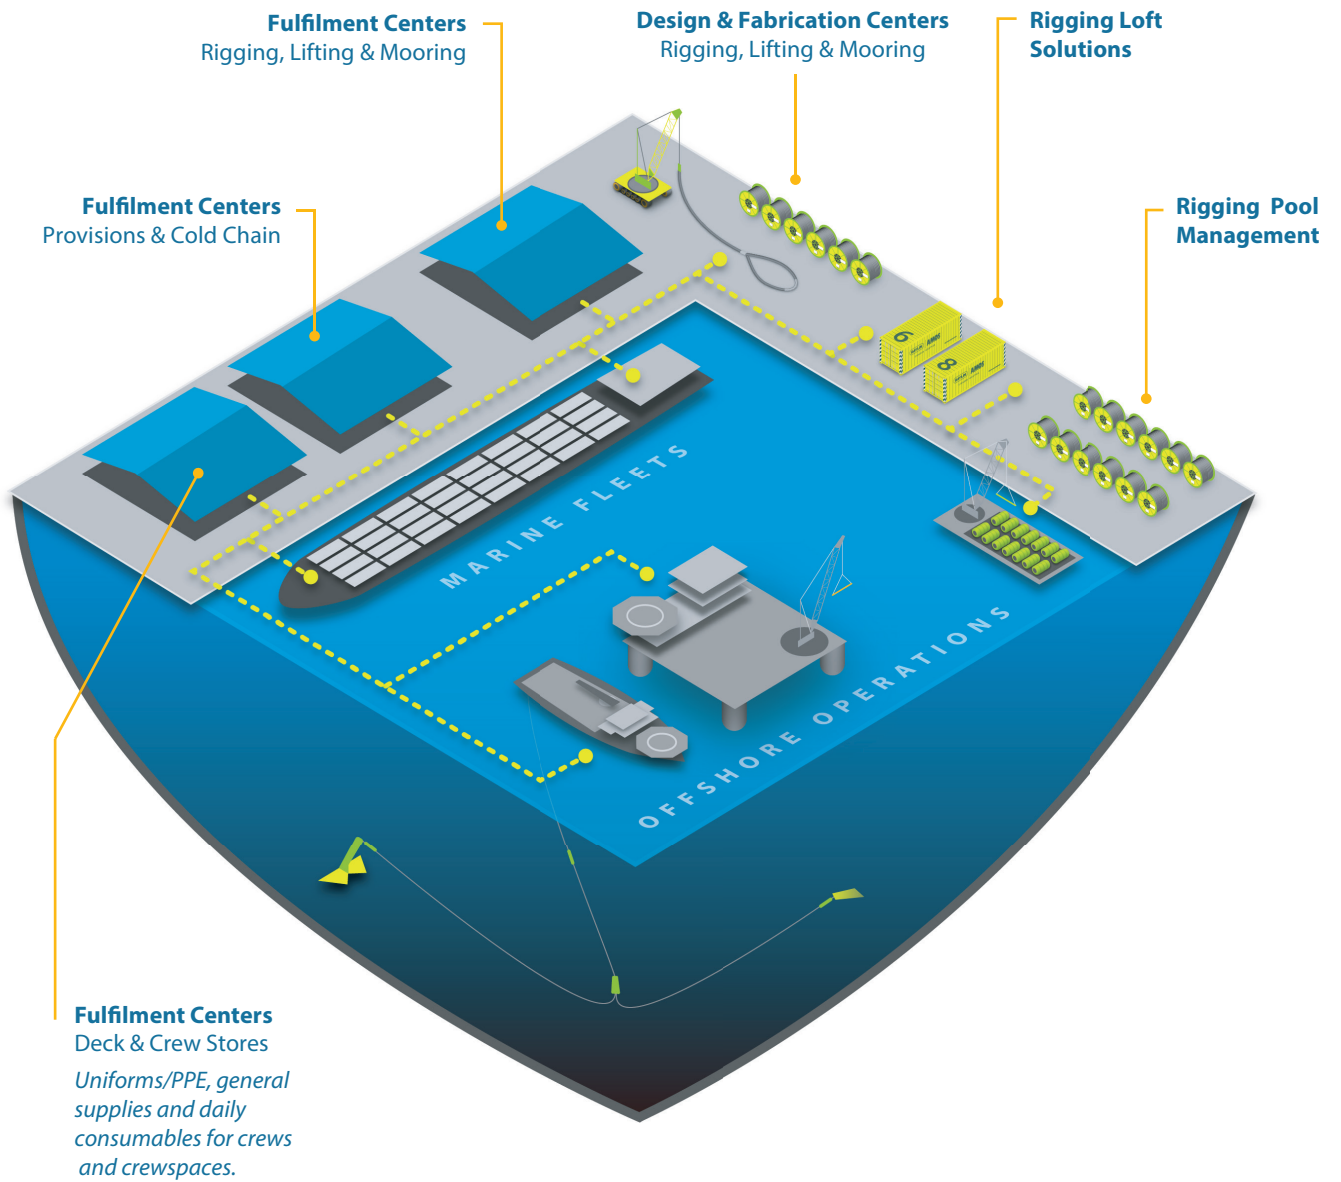 Fulfilment Centers
Rigging, Lifting & Mooring
Design & Fabrication Centers
Rigging, Lifting & Mooring
Rigging Loft
Solutions
Fulfilment Centers
Provisions & Cold Chain
Rigging Pool
Management
6
8
MARINE FLEETS
OFFSHORE OPERATIONS
Fulfilment Centers
Deck & Crew Stores
Uniforms/PPE, general
supplies and daily
consumables for crews
and crewspaces.